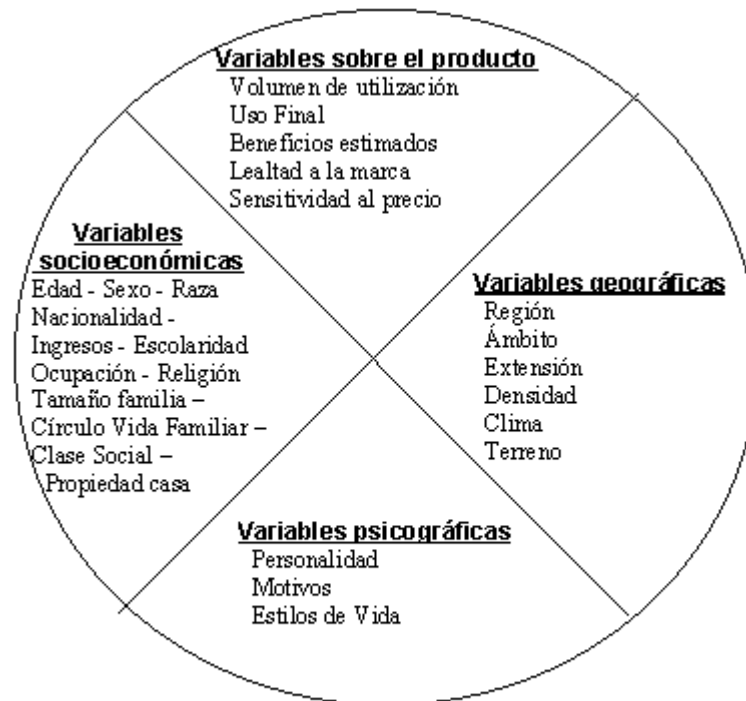 Variables sobre el producto
Volumen de utilización
Uso Final
Beneficios estimados
Lealtad a la marca
Sensitividad al precio
Variables
socioeconómicas
Edad - Sexo - Raza
Nacionalidad -
Ingresos - Escolaridad
Ocupación - Religión
Tamaño familia –
Círculo Vida Familiar –
Clase Social –
Propiedad casa
Variables geográficas
Región
Ámbito
Extensión
Densidad
Clima
Terreno
Variables psicográficas
Personalidad
Motivos
Estilos de Vida